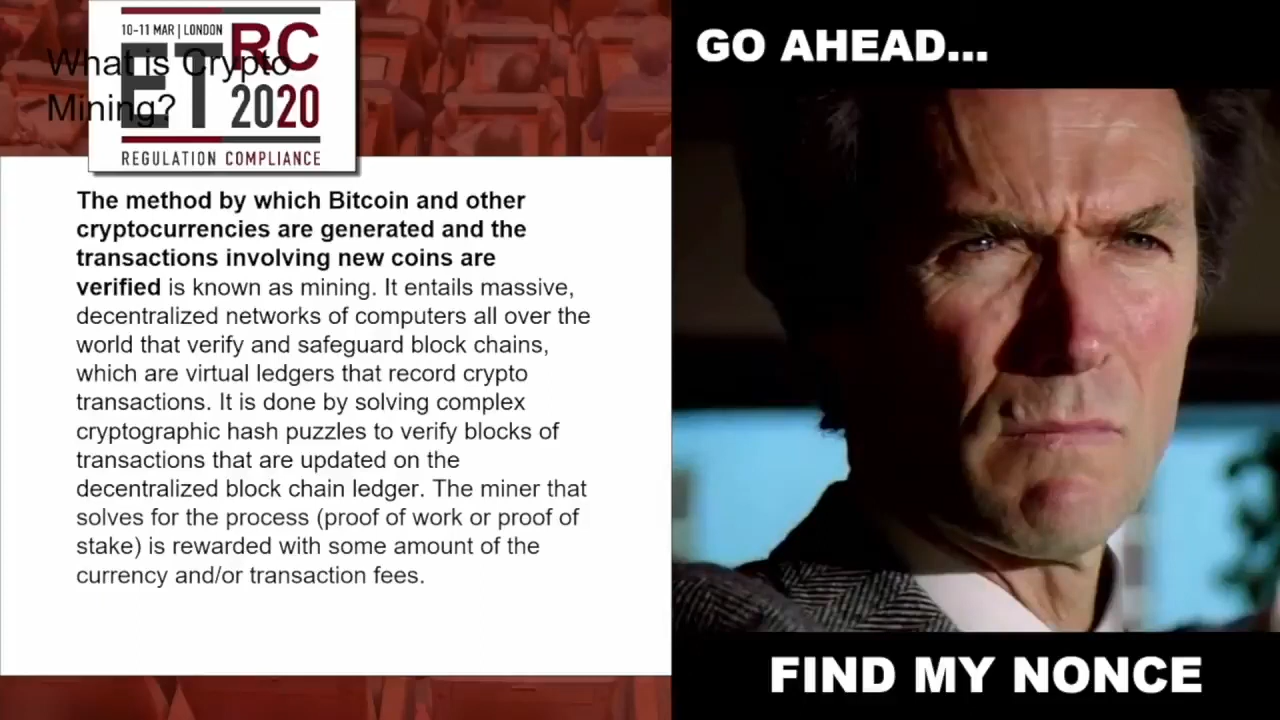 10-11 MAR | LONDON
ETRC
2020
REGULATION COMPLIANCE
What is Crypto
Mining?
The method by which Bitcoin and other
cryptocurrencies are generated and the
transactions involving new coins are
verified is known as mining. It entails massive,
decentralized networks of computers all over the
world that verify and safeguard block chains,
which are virtual ledgers that record crypto
transactions. It is done by solving complex
cryptographic hash puzzles to verify blocks of
transactions that are updated on the
decentralized block chain ledger. The miner that
solves for the process (proof of work or proof of
stake) is rewarded with some amount of the
currency and/or transaction fees.
GO AHEAD...
FIND MY NONCE